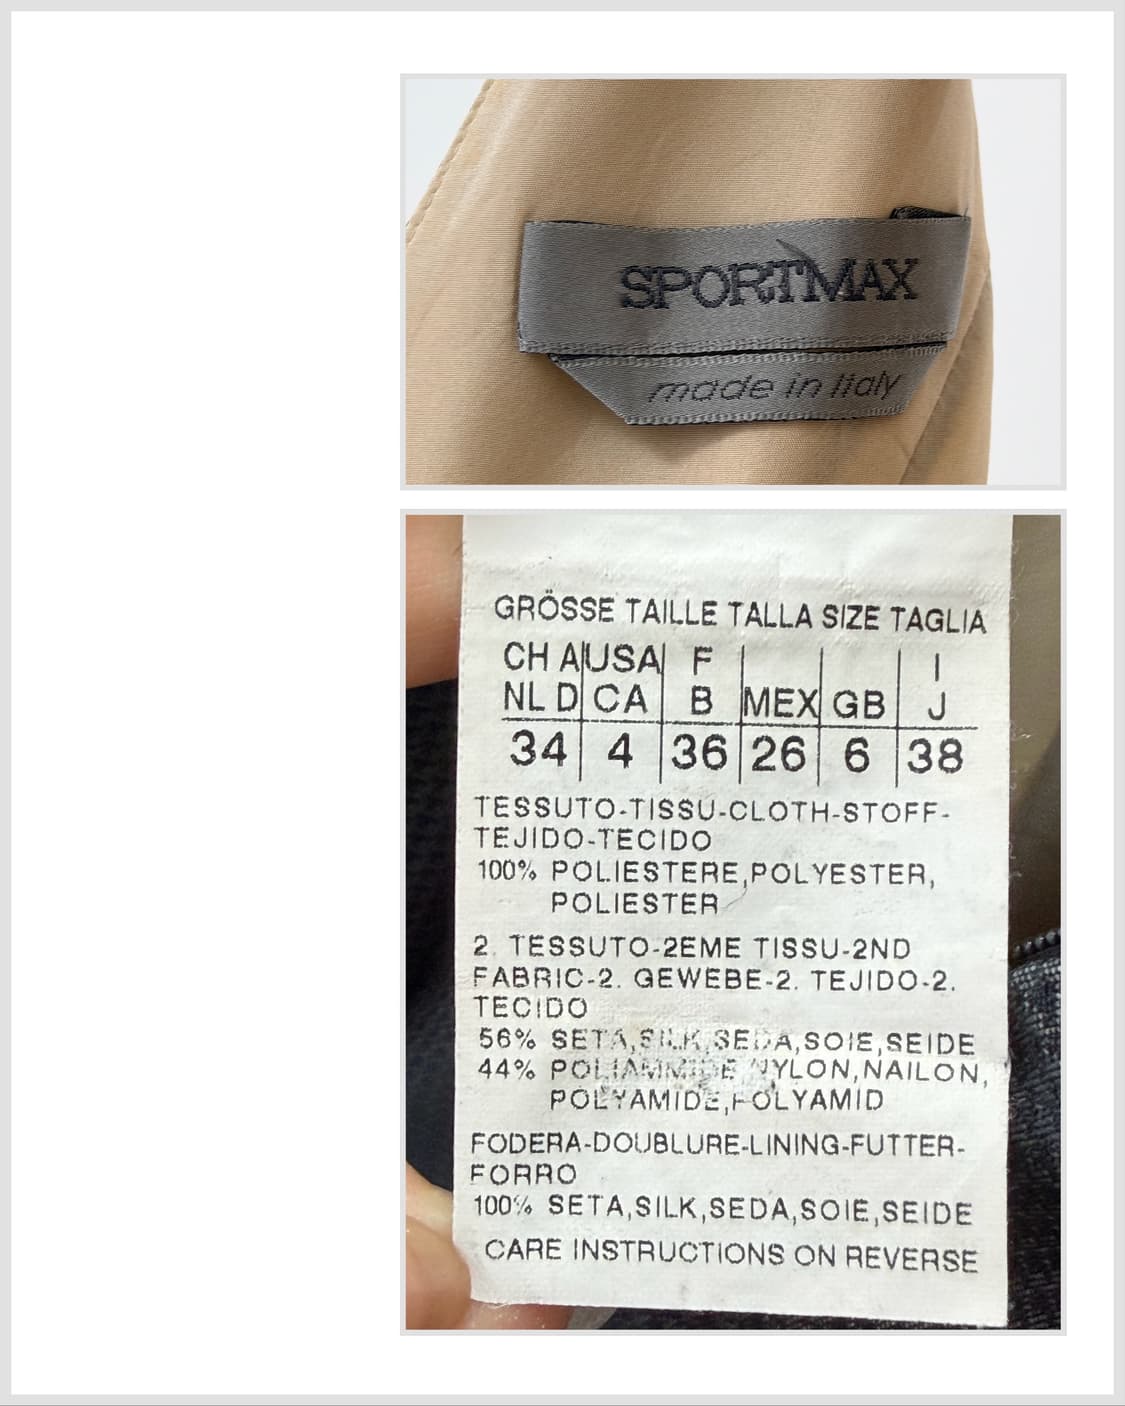 SPORTMAX
made in Italy
GRÖSSE TAILLE TALLA SIZE TAGLIA
CH A USA F I
NL D CA B MEX GB J
34 4 36 26 6 38
TESSUTO-TISSU-CLOTH-STOFF-
TEJIDO-TECIDO
100% POLIESTERE,POLYESTER,
POLIESTER
2. TESSUTO-2EME TISSU-2ND
FABRIC-2. GEWEBE-2. TEJIDO-2.
TECIDO
56% SETA,SILK,SEDA,SOIE,SEIDE
44% POLIAMMIDE NYLON,NAILON,
POLYAMIDE,POLYAMID
FODERA-DOUBLURE-LINING-FUTTER-
FORRO
100% SETA,SILK,SEDA,SOIE,SEIDE
CARE INSTRUCTIONS ON REVERSE